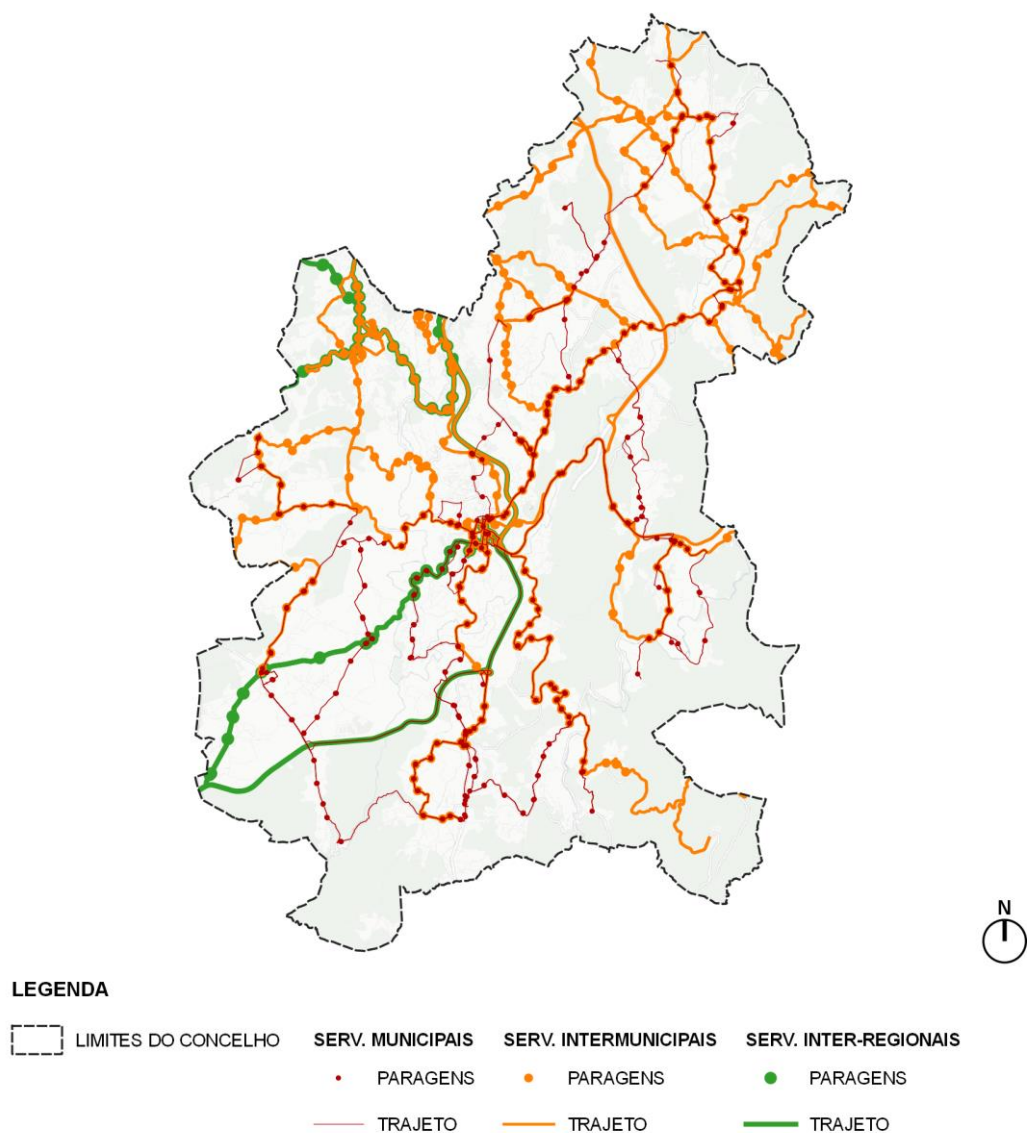 N
LEGENDA
LIMITES DO CONCELHO
SERV. MUNICIPAIS
PARAGENS
TRAJETO
SERV. INTERMUNICIPAIS
PARAGENS
TRAJETO
SERV. INTER-REGIONAIS
PARAGENS
TRAJETO